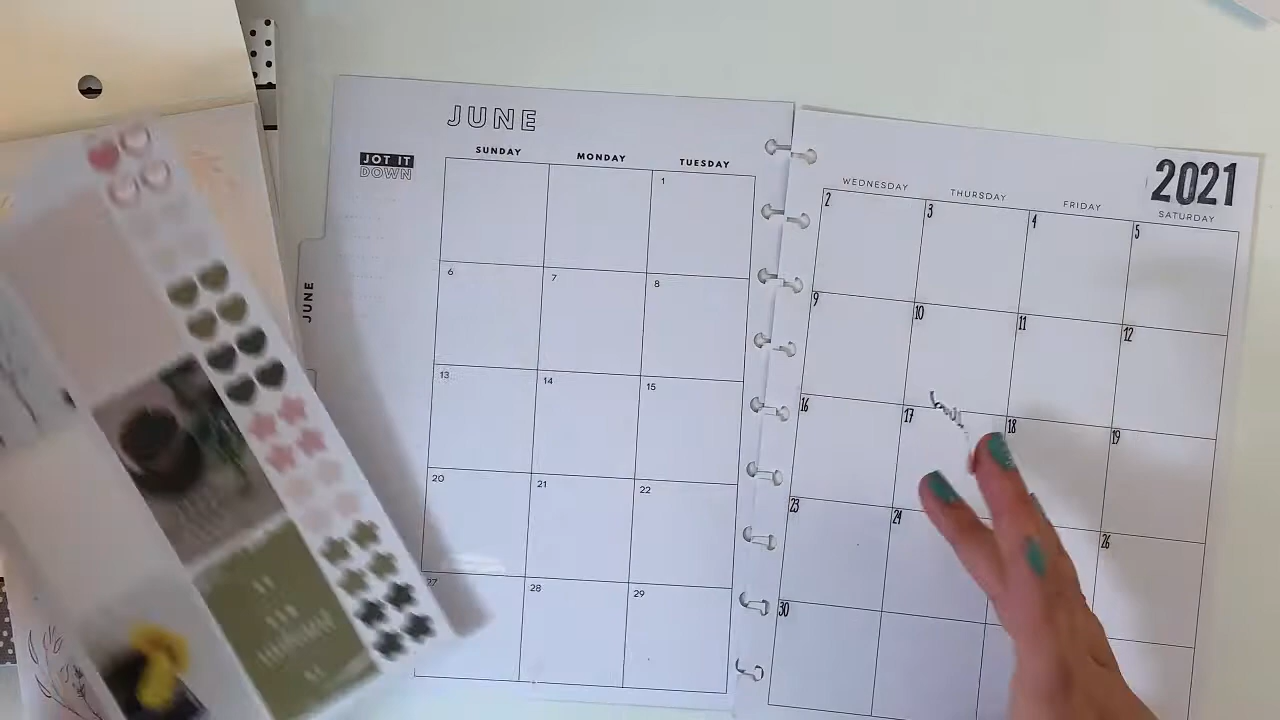 JUNE
2021
JOT IT
DOWN
SUNDAY MONDAY TUESDAY
WEDNESDAY THURSDAY FRIDAY SATURDAY
1
2 3 4 5
6 7 8
9 10 11 12
13 14 15
16 17 18 19
20 21 22
23 24 26
27 28 29
30
JUNE